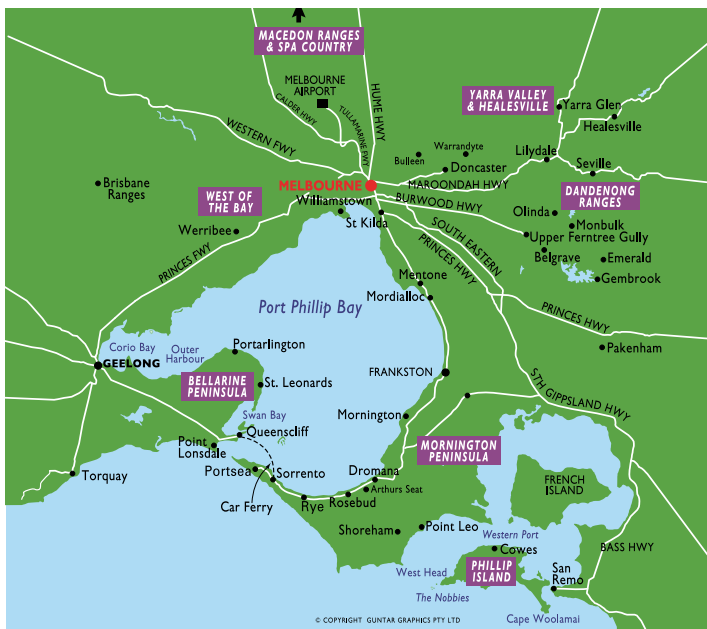 MACEDON RANGES
& SPA COUNTRY
MELBOURNE
AIRPORT
CALDER HWY
TULLAMARINE FWY
HUME HWY
WESTERN FWY
YARRA VALLEY
& HEALESVILLE
Yarra Glen
Healesville
Warrandyte
Bulleen
Doncaster
Lilydale
Seville
MELBOURNE
MAROONDAH HWY
Brisbane
Ranges
WEST OF
THE BAY
Williamstown
BURWOOD HWY
DANDENONG
RANGES
Olinda
Monbulk
St Kilda
Werribee
SOUTH EASTERN
Upper Ferntree Gully
PRINCES FWY
PRINCES HWY
Belgrave
Emerald
Gembrook
Mentone
Mordialloc
Port Phillip Bay
PRINCES HWY
Corio Bay
Outer
Harbour
Portarlington
Pakenham
GEELONG
FRANKSTON
BELLARINE
PENINSULA
St. Leonards
STH GIPPSLAND HWY
Swan Bay
Mornington
Queenscliff
Point
Lonsdale
MORNINGTON
PENINSULA
Torquay
Portsea
Sorrento
Dromana
Arthurs Seat
FRENCH
ISLAND
Car Ferry
Rye
Rosebud
Shoreham
Point Leo
Western Port
Cowes
BASS HWY
PHILLIP
ISLAND
West Head
San
Remo
The Nobbies
Cape Woolamai
© COPYRIGHT GUNTAR GRAPHICS PTY LTD